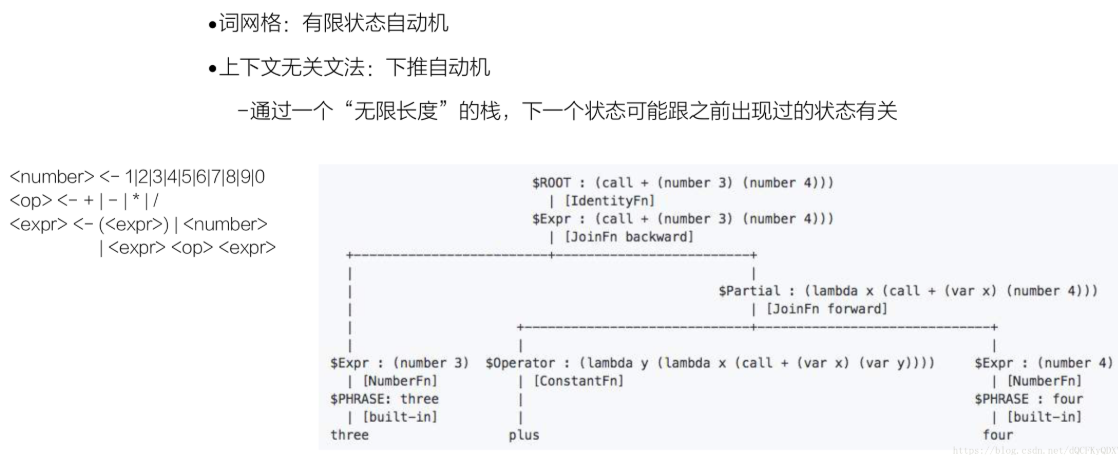 •词网格：有限状态自动机
•上下文无关文法：下推自动机
-通过一个“无限长度”的栈，下一个状态可能跟之前出现过的状态有关
<number> <- 1|2|3|4|5|6|7|8|9|0
<op> <- + | - | * | /
<expr> <- (<expr>) | <number>
| <expr> <op> <expr>
$ROOT : (call + (number 3) (number 4)))
| [IdentityFn]
$Expr : (call + (number 3) (number 4)))
| [JoinFn backward]
$Partial : (lambda x (call + (var x) (number 4)))
| [JoinFn forward]
$Expr : (number 3) $Operator : (lambda y (lambda x (call + (var x) (var y)))) $Expr : (number 4)
| [NumberFn] | [ConstantFn] | [NumberFn]
$PHRASE: three | $PHRASE : four
| [built-in] | | [built-in]
three plus four